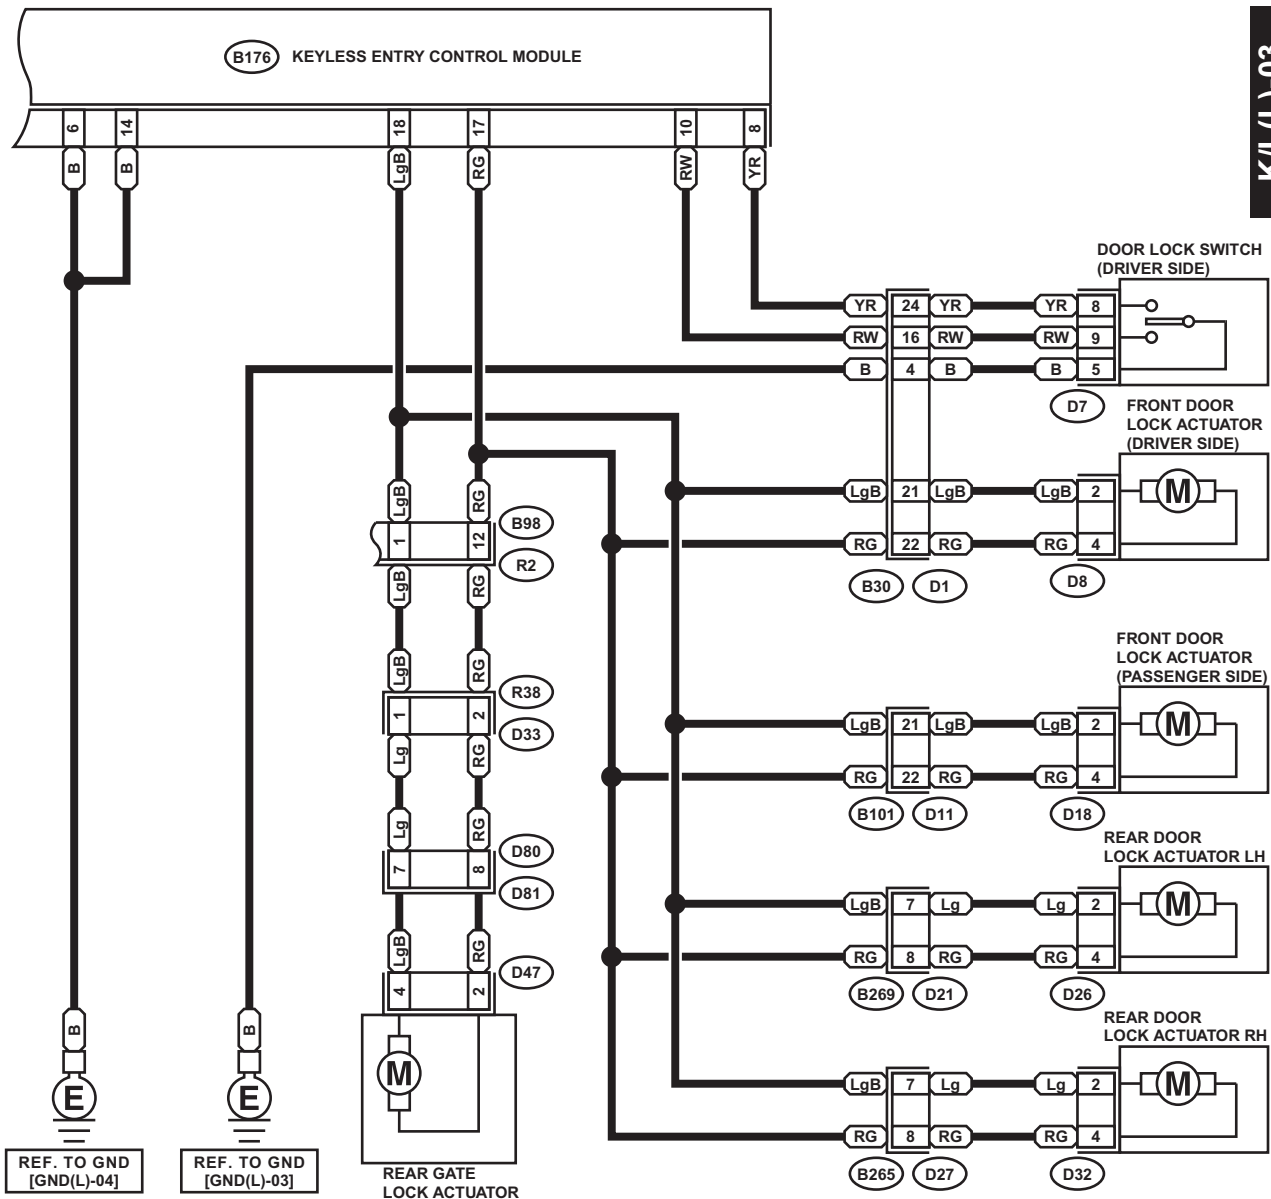 B176 KEYLESS ENTRY CONTROL MODULE
6 14 18 17 10 8
B B LgB RG RW YR
DOOR LOCK SWITCH
(DRIVER SIDE)
YR 24 YR YR 8
RW 16 RW RW 9
B 4 B B 5
D7
FRONT DOOR
LOCK ACTUATOR
(DRIVER SIDE)
LgB 21 LgB LgB 2 M
RG 22 RG RG 4
B30 D1 D8
LgB RG
B98
1 12
R2
LgB RG
LgB RG
R38
1 2
D33
Lg RG
Lg RG
D80
7 8
D81
LgB RG
D47
4 2
M
REAR GATE
LOCK ACTUATOR
FRONT DOOR
LOCK ACTUATOR
(PASSENGER SIDE)
LgB 21 LgB LgB 2 M
RG 22 RG RG 4
B101 D11 D18
REAR DOOR
LOCK ACTUATOR LH
LgB 7 Lg Lg 2 M
RG 8 RG RG 4
B269 D21 D26
REAR DOOR
LOCK ACTUATOR RH
LgB 7 Lg Lg 2 M
RG 8 RG RG 4
B265 D27 D32
B B
E E
REF. TO GND
[GND(L)-04]
REF. TO GND
[GND(L)-03]